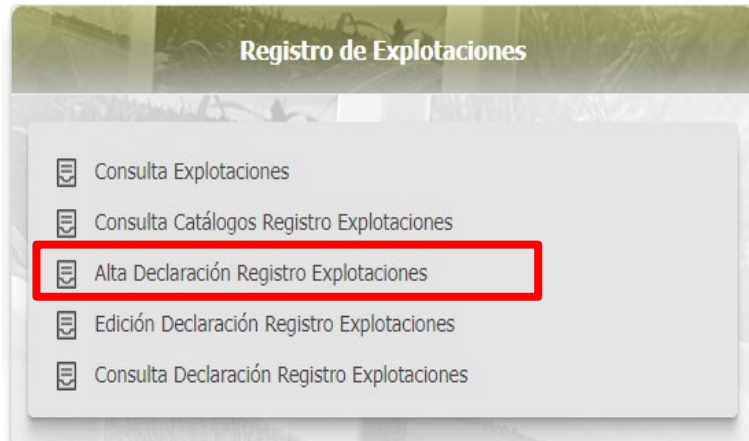 Registro de Explotaciones
Consulta Explotaciones
Consulta Catálogos Registro Explotaciones
Alta Declaración Registro Explotaciones
Edición Declaración Registro Explotaciones
Consulta Declaración Registro Explotaciones